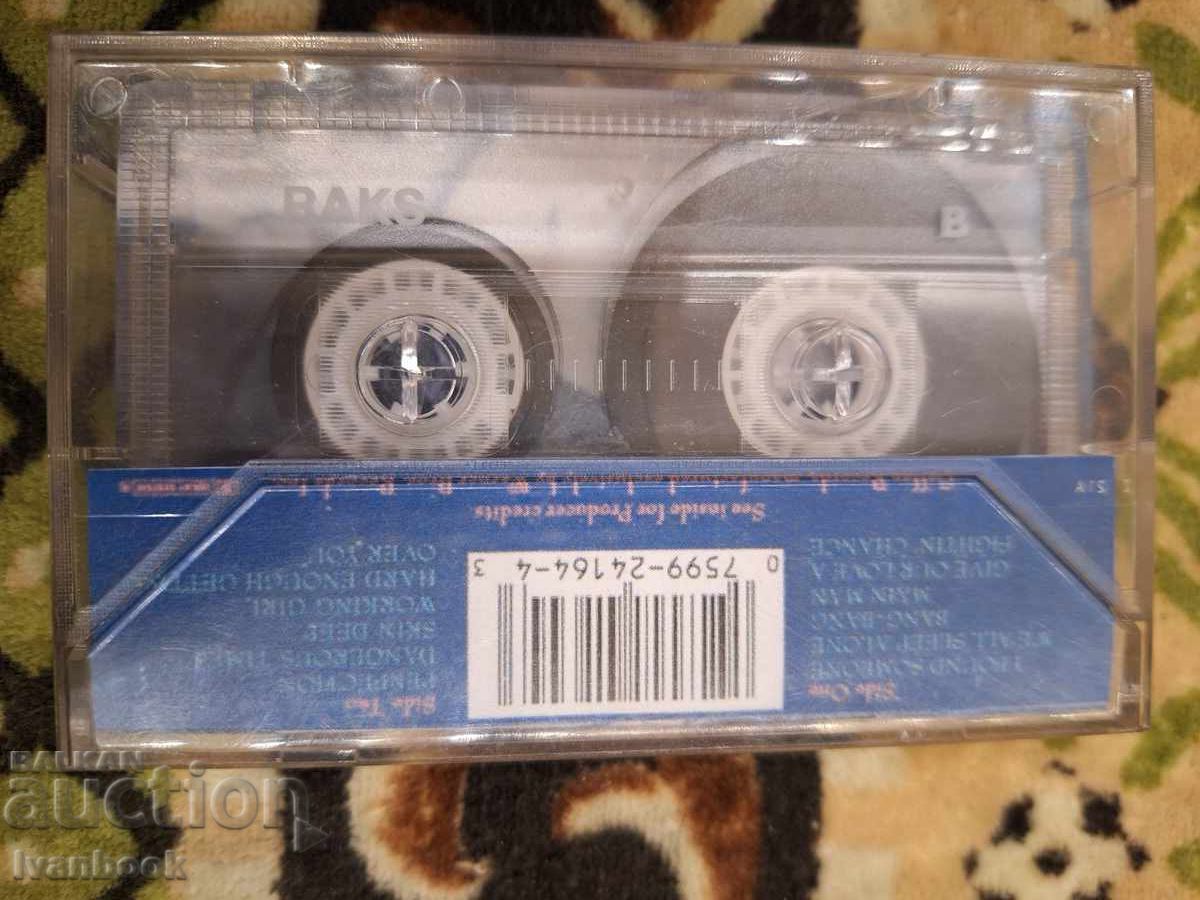 RAKS
B
Side One
I FOUND SOMEONE
WE ALL SLEEP ALONE
BANG-BANG
MAIN MAN
GIVE OUR LOVE A
FIGHTIN CHANCE
Side Two
PERFECTION
DANGEROUS TIMES
SKIN DEEP
WORKING GIRL
HARD ENOUGH GETTING
OVER YOU
0 7599-24164-4 3
See inside for Producer credits
BALKAN
auction
Ivanbook